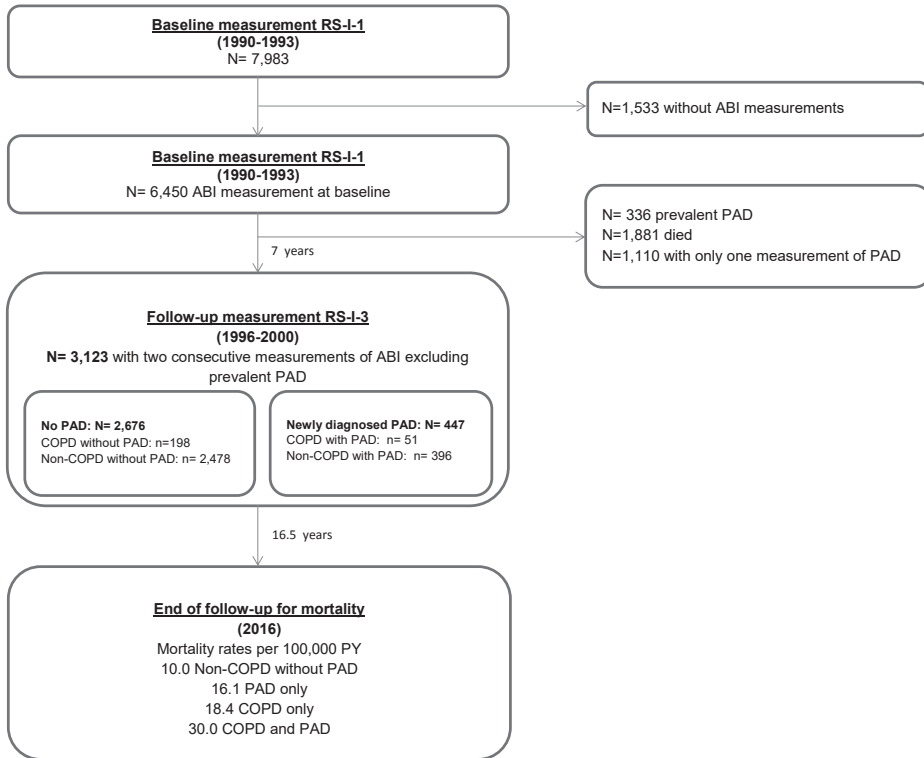 Baseline measurement RS-I-1
(1990-1993)
N= 7,983
N=1,533 without ABI measurements
Baseline measurement RS-I-1
(1990-1993)
N= 6,450 ABI measurement at baseline
N= 336 prevalent PAD
N=1,881 died
N=1,110 with only one measurement of PAD
7 years
Follow-up measurement RS-I-3
(1996-2000)
N= 3,123 with two consecutive measurements of ABI excluding
prevalent PAD
No PAD: N= 2,676
COPD without PAD: n=198
Non-COPD without PAD: n= 2,478
Newly diagnosed PAD: N= 447
COPD with PAD: n= 51
Non-COPD with PAD: n= 396
16.5 years
End of follow-up for mortality
(2016)
Mortality rates per 100,000 PY
10.0 Non-COPD without PAD
16.1 PAD only
18.4 COPD only
30.0 COPD and PAD